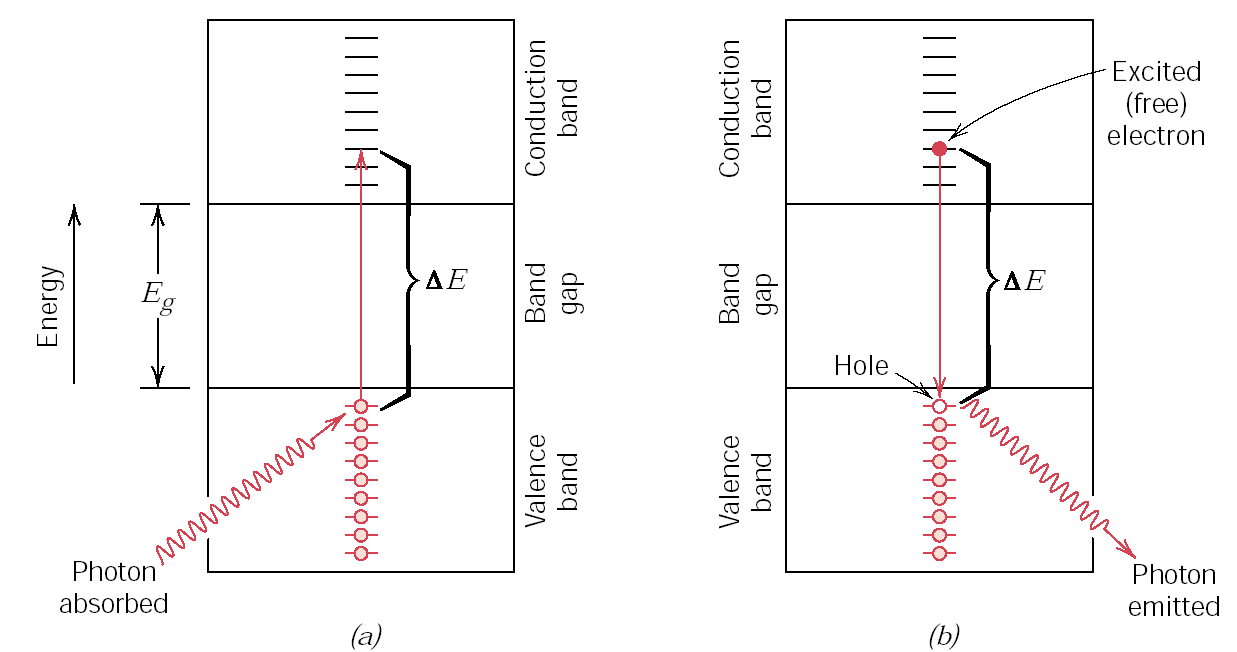 Energy
E_g
Conduction
band
Band
gap
Valence
band
ΔE
Photon
absorbed
(a)
Conduction
band
Band
gap
Valence
band
Excited
(free)
electron
ΔE
Hole
Photon
emitted
(b)